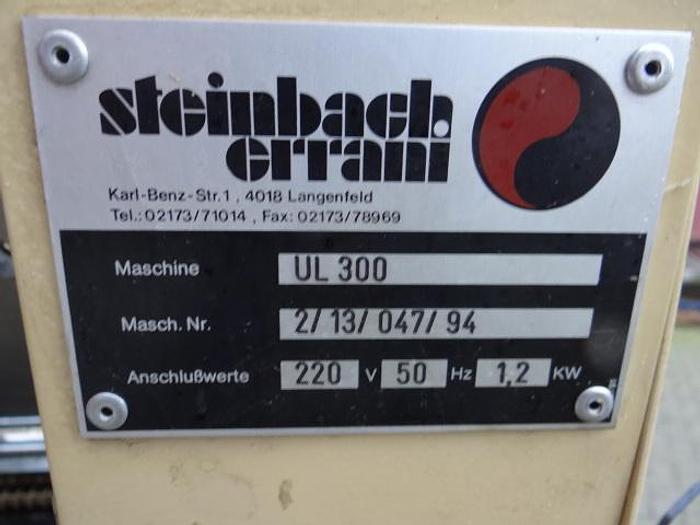 steinbach
errani
Karl-Benz-Str.1 , 4018 Langenfeld
Tel.: 02173/71014 , Fax: 02173/78969
Maschine UL 300
Masch. Nr. 2/ 13/ 047/ 94
Anschlußwerte 220 V 50 Hz 1,2 KW